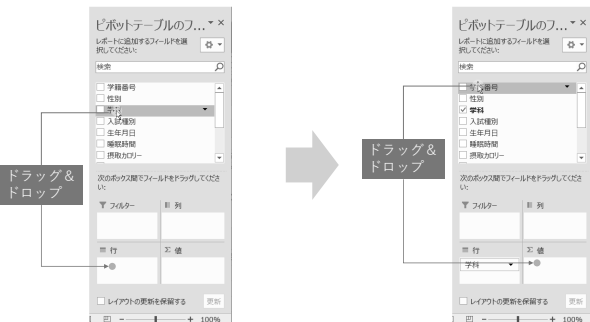 ピボットテーブルのフ...
レポートに追加するフィールドを選
択してください:
検索
学籍番号
性別
入試種別
生年月日
睡眠時間
摂取カロリー
ドラッグ&
ドロップ
次のボックス間でフィールドをドラッグしてくださ
い:
フィルター
列
行
Σ 値
レイアウトの更新を保留する
更新
100%
ピボットテーブルのフ...
レポートに追加するフィールドを選
択してください:
検索
番号
性別
学科
入試種別
生年月日
睡眠時間
摂取カロリー
ドラッグ&
ドロップ
次のボックス間でフィールドをドラッグしてくださ
い:
フィルター
列
行
Σ 値
学科
レイアウトの更新を保留する
更新
100%